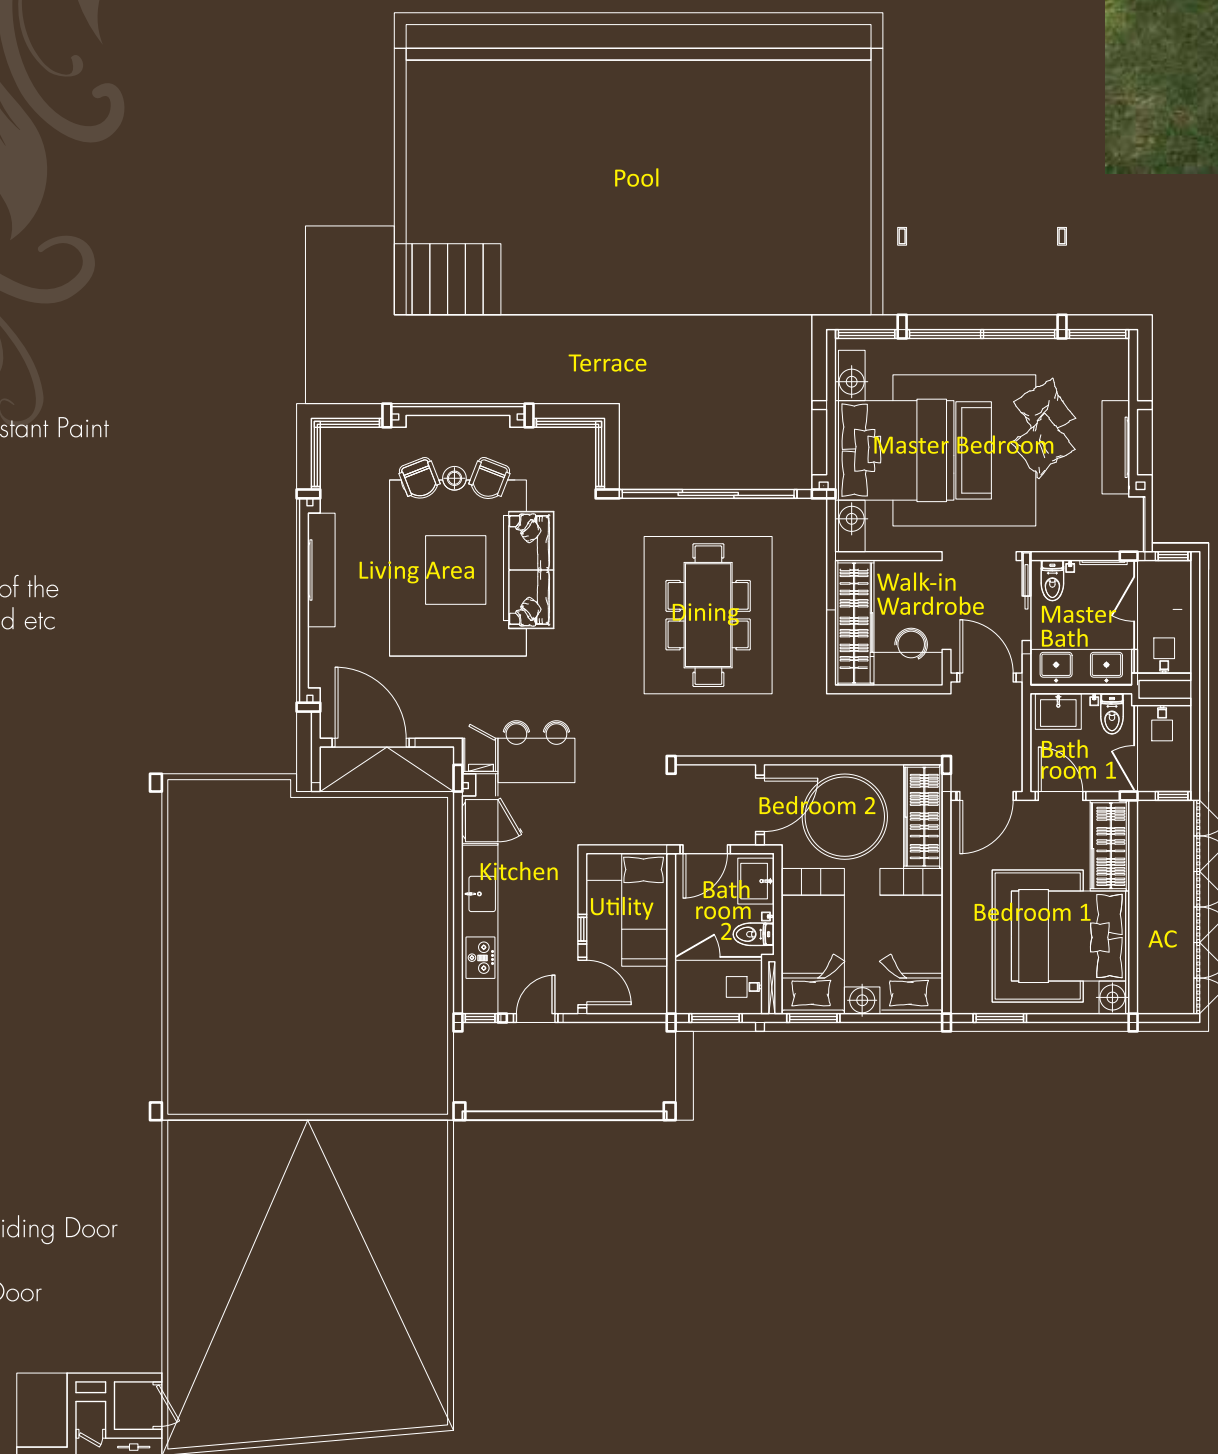 Pool
Terrace
Master Bedroom
stant Paint
Living Area
of the
d etc
Walk-in
Wardrobe
Dining
Master
Bath
Bath
room 1
Bedroom 2
Kitchen
Utility
Bath
room
2
Bedroom 1
AC
iding Door
Door